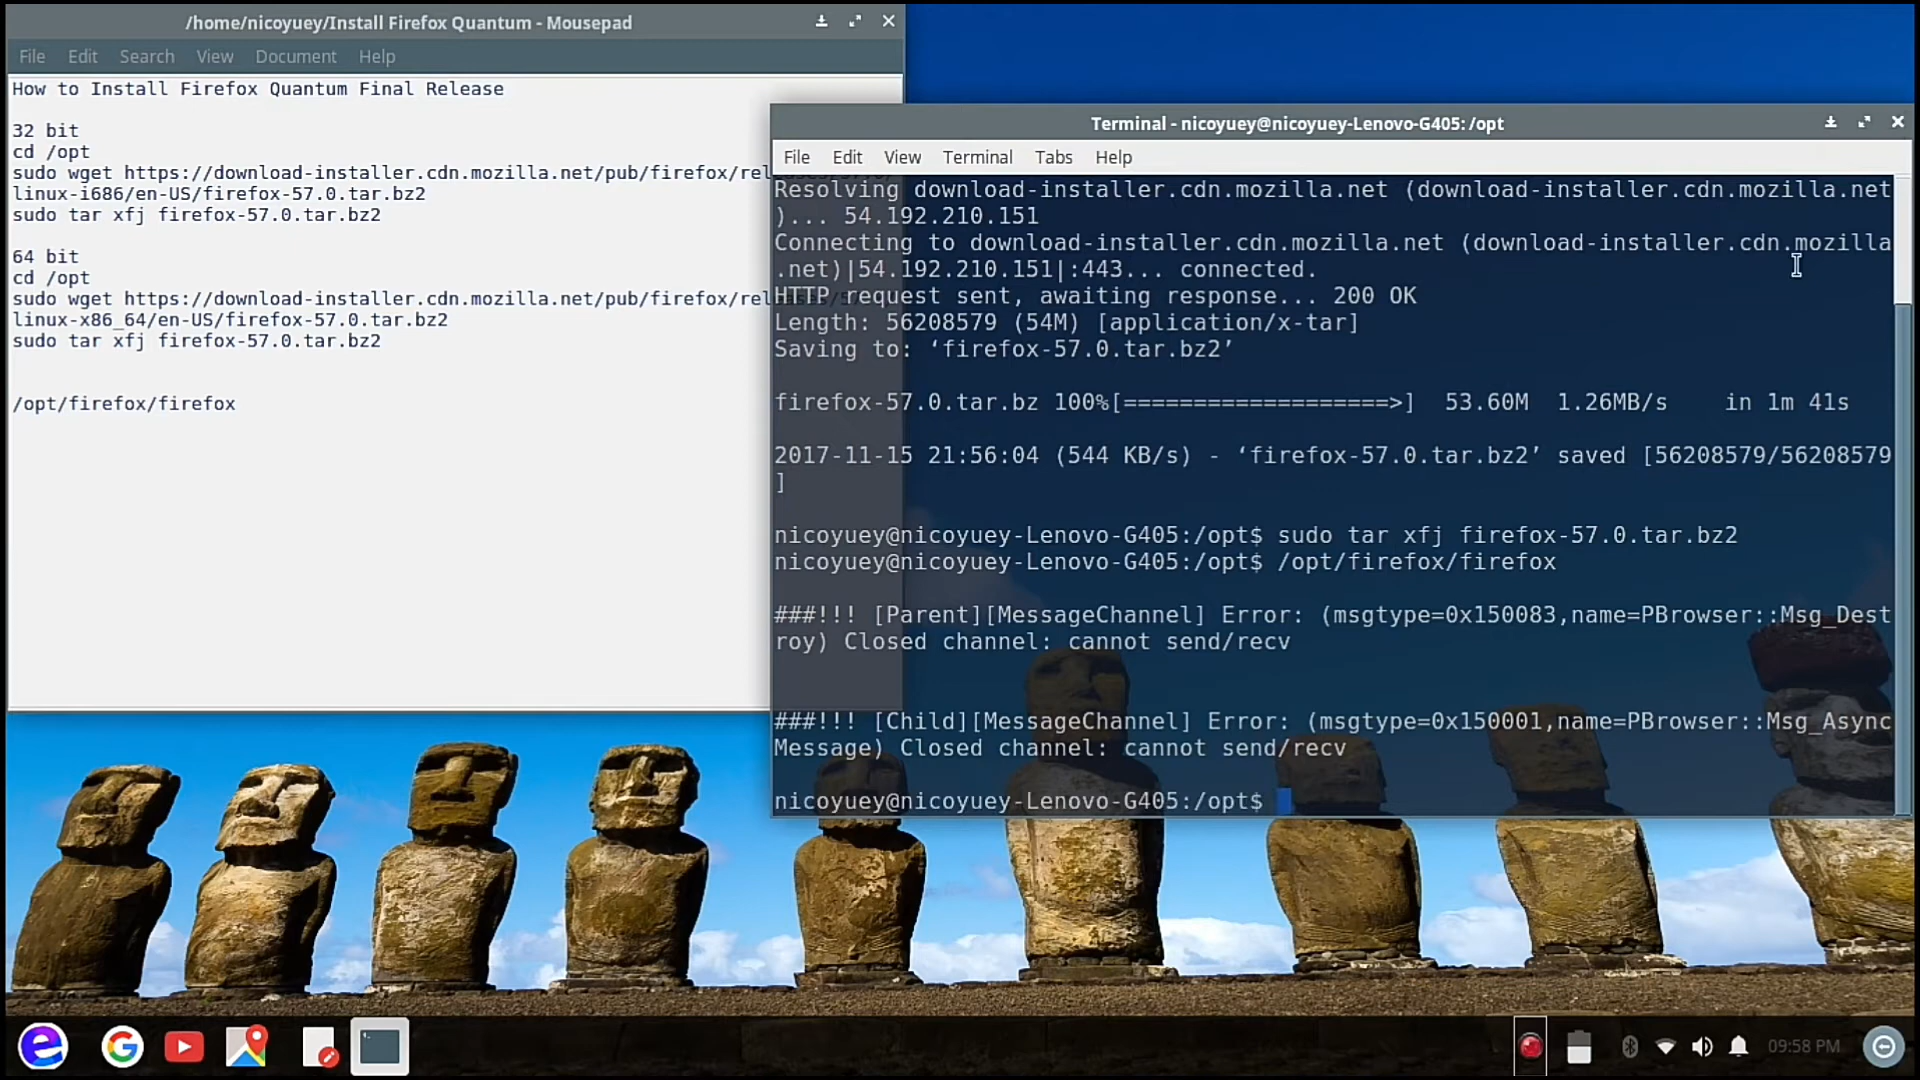 /home/nicoyuey/Install Firefox Quantum - Mousepad
File Edit Search View Document Help
How to Install Firefox Quantum Final Release
32 bit
cd /opt
sudo wget https://download-installer.cdn.mozilla.net/pub/firefox/rel
linux-i686/en-US/firefox-57.0.tar.bz2
sudo tar xfj firefox-57.0.tar.bz2
64 bit
cd /opt
sudo wget https://download-installer.cdn.mozilla.net/pub/firefox/rel
linux-x86_64/en-US/firefox-57.0.tar.bz2
sudo tar xfj firefox-57.0.tar.bz2
/opt/firefox/firefox
Terminal - nicoyuey@nicoyuey-Lenovo-G405: /opt
File Edit View Terminal Tabs Help
Resolving download-installer.cdn.mozilla.net (download-installer.cdn.mozilla.net
)... 54.192.210.151
Connecting to download-installer.cdn.mozilla.net (download-installer.cdn.mozilla
.net)|54.192.210.151|:443... connected.
HTTP request sent, awaiting response... 200 OK
Length: 56208579 (54M) [application/x-tar]
Saving to: ‘firefox-57.0.tar.bz2’
firefox-57.0.tar.bz 100%[===================>] 53.60M 1.26MB/s in 1m 41s
2017-11-15 21:56:04 (544 KB/s) - ‘firefox-57.0.tar.bz2’ saved [56208579/56208579
]
nicoyuey@nicoyuey-Lenovo-G405:/opt$ sudo tar xfj firefox-57.0.tar.bz2
nicoyuey@nicoyuey-Lenovo-G405:/opt$ /opt/firefox/firefox
###!!! [Parent][MessageChannel] Error: (msgtype=0x150083,name=PBrowser::Msg_Dest
roy) Closed channel: cannot send/recv
###!!! [Child][MessageChannel] Error: (msgtype=0x150001,name=PBrowser::Msg_Async
Message) Closed channel: cannot send/recv
nicoyuey@nicoyuey-Lenovo-G405:/opt$
09:58 PM